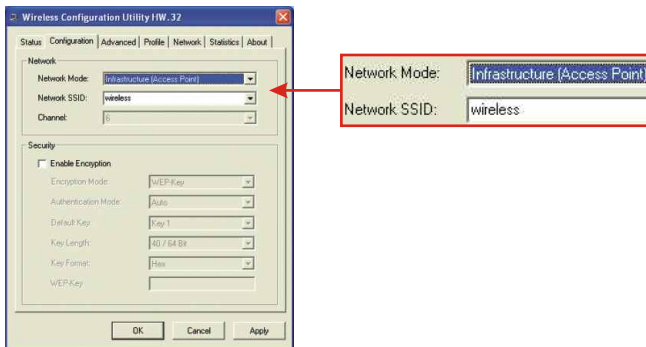 Wireless Configuration Utility HW.32
Status Configuration Advanced Profile Network Statistics About
Network
Network Mode: Infrastructure (Access Point)
Network SSID: wireless
Channel: 6
Security
Enable Encryption
Encryption Mode: WEP Key
Authentication Mode: Auto
Default Key: Key 1
Key Length: 40 / 64 Bit
Key Format: Hex
WEP Key
OK Cancel Apply
Network Mode: Infrastructure (Access Point)
Network SSID: wireless